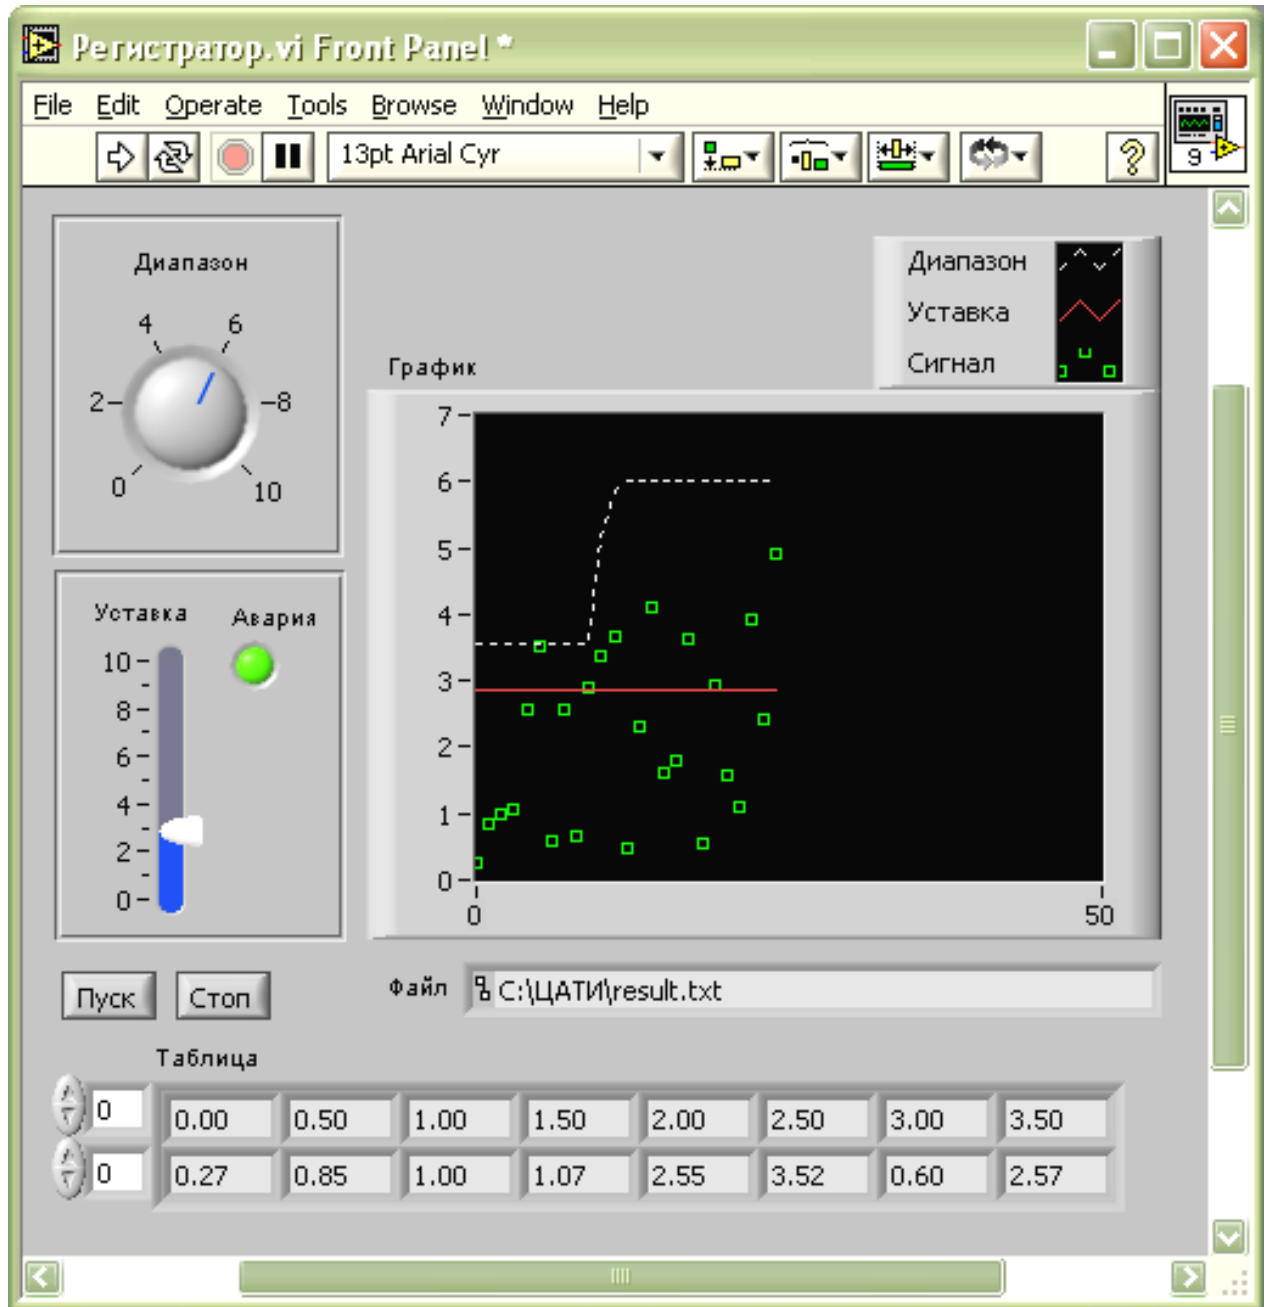 Регистратор.vi Front Panel *
File Edit Operate Tools Browse Window Help
13pt Arial Cyr
?
9
Диапазон
4 6
2 8
0 10
Диапазон
Уставка
Сигнал
График
7
6
5
4
3
2
1
0
0 50
Уставка
Авария
10
8
6
4
2
0
Пуск Стоп
Файл C:\ЦАТИ\result.txt
Таблица
0 0.00 0.50 1.00 1.50 2.00 2.50 3.00 3.50
0 0.27 0.85 1.00 1.07 2.55 3.52 0.60 2.57